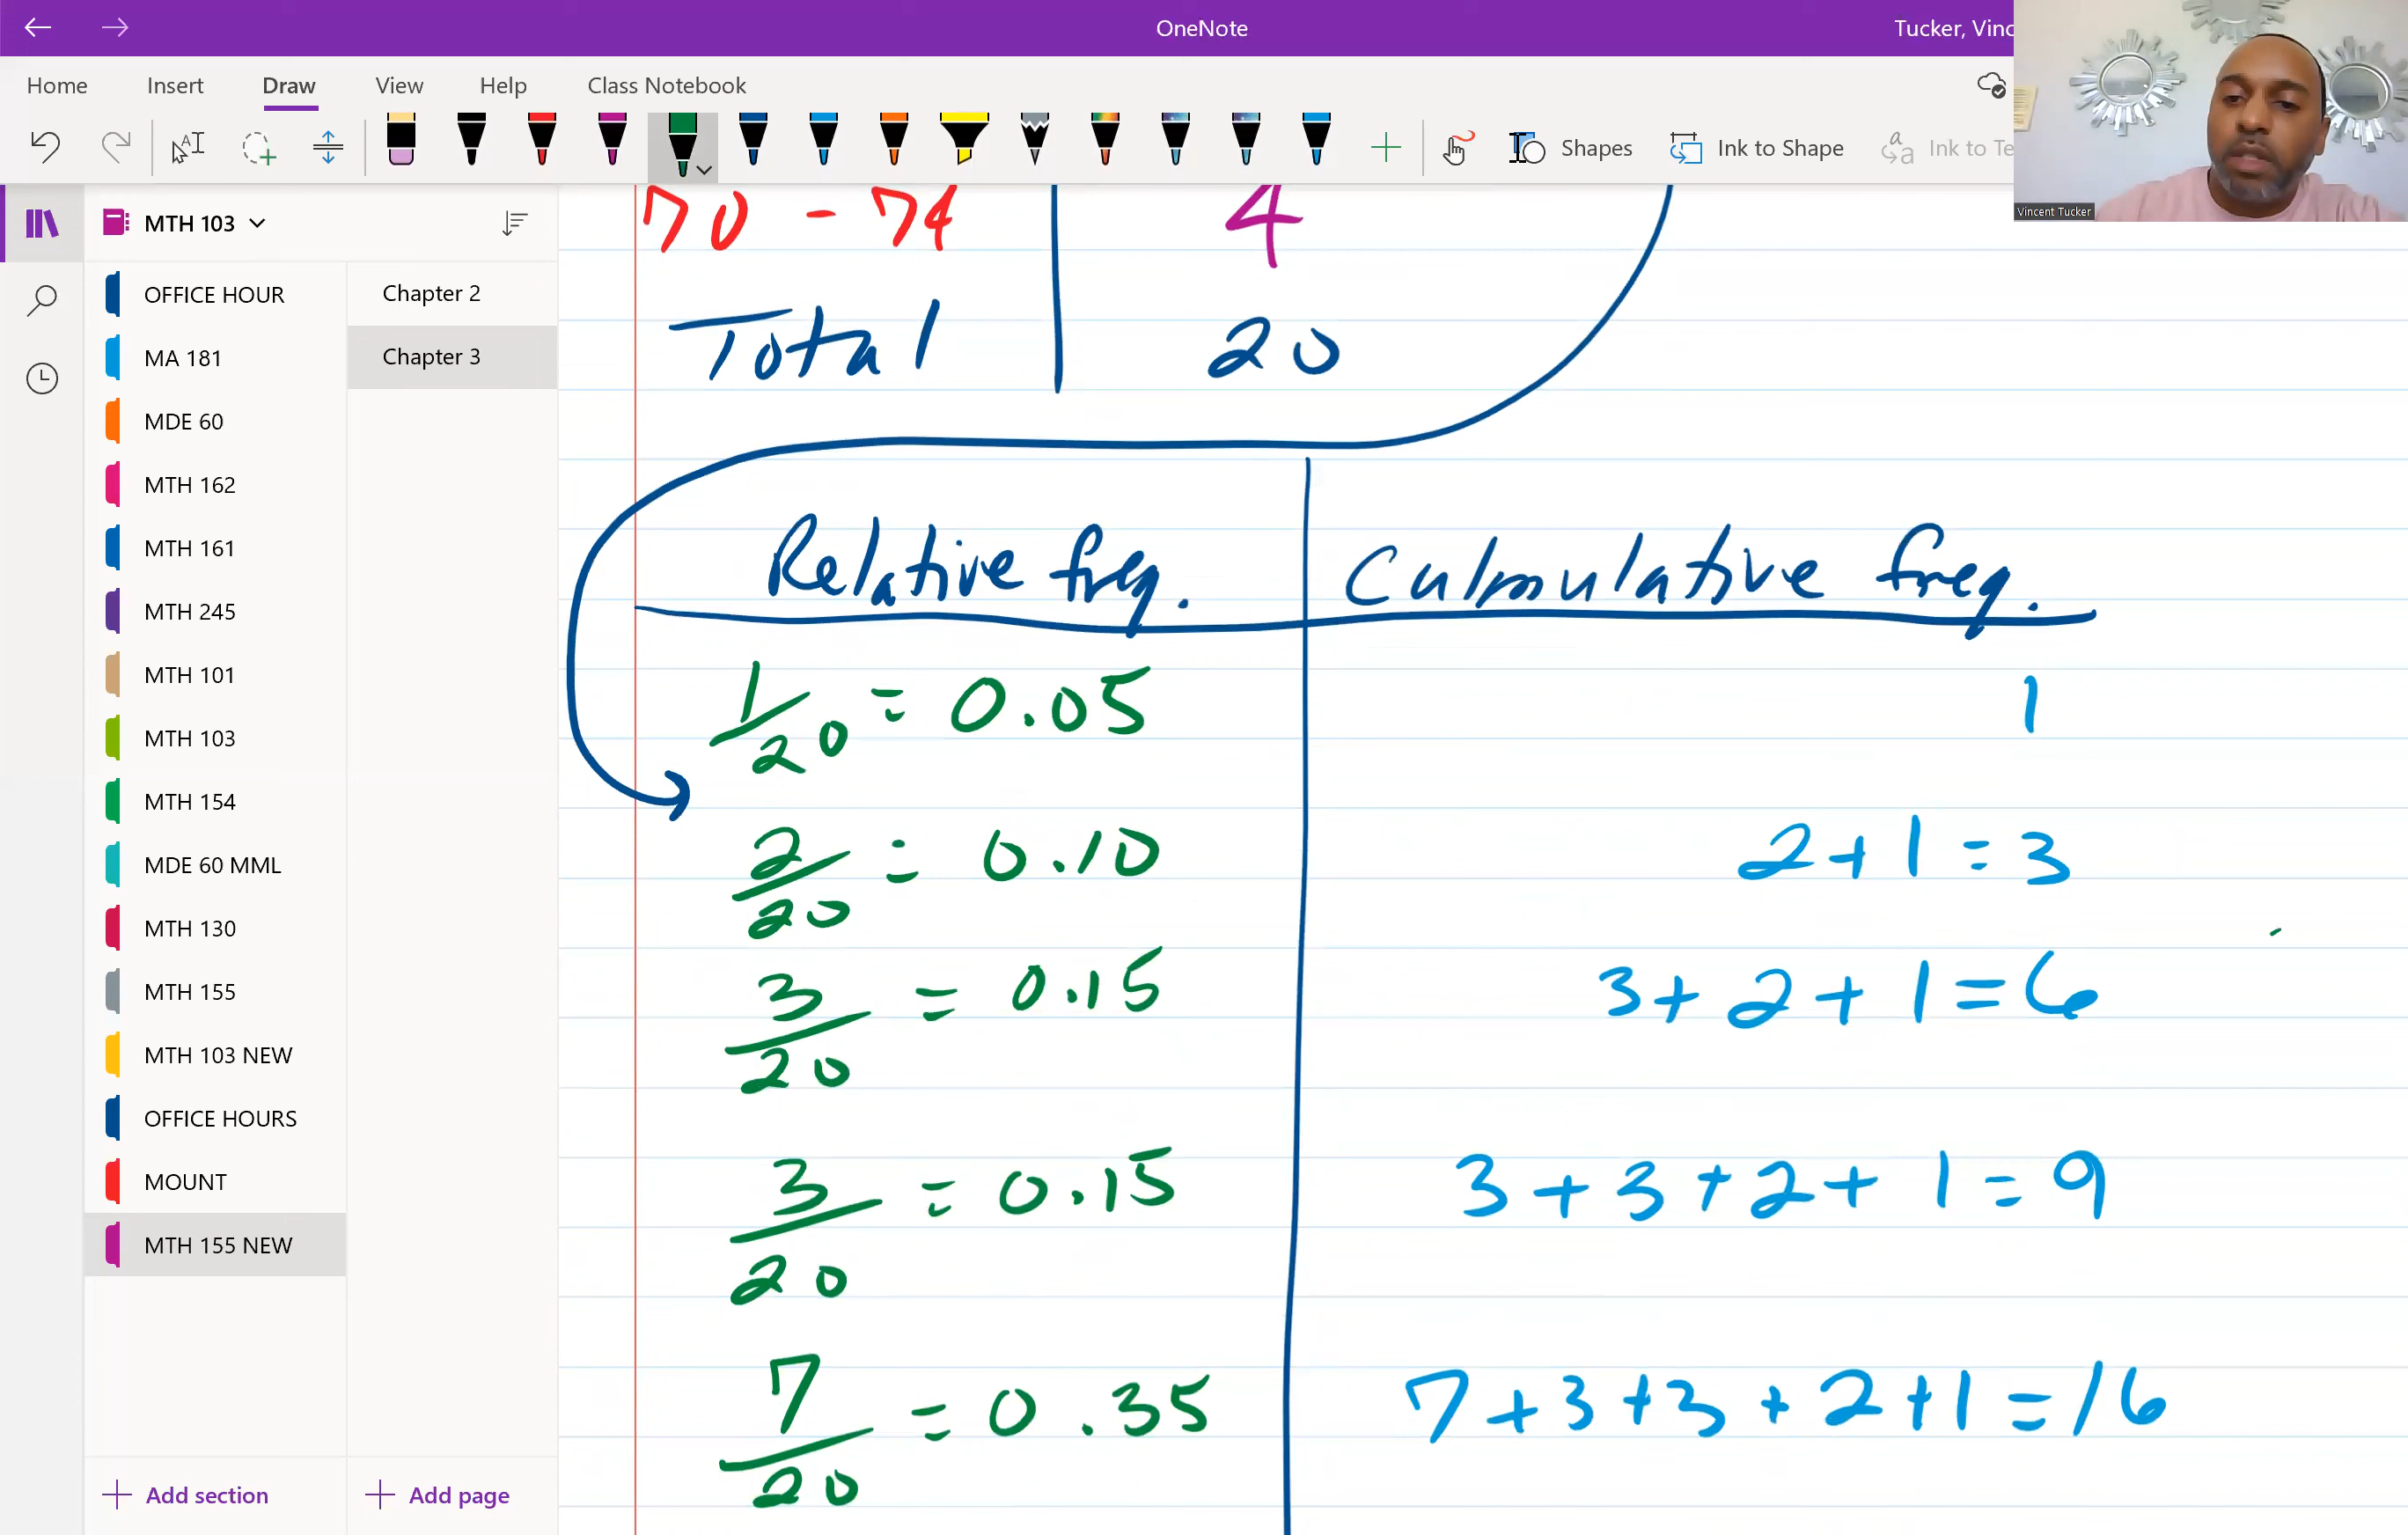 OneNote
Tucker, Vinc
Home Insert Draw View Help Class Notebook
Shapes Ink to Shape Ink to Te
Vincent Tucker
MTH 103
OFFICE HOUR
MA 181
MDE 60
MTH 162
MTH 161
MTH 245
MTH 101
MTH 103
MTH 154
MDE 60 MML
MTH 130
MTH 155
MTH 103 NEW
OFFICE HOURS
MOUNT
MTH 155 NEW
Add section
Chapter 2
Chapter 3
Add page
70 - 74 4
Total 20
Relative freq. Culmulative freq.
1/20 = 0.05 1
2/20 = 0.10 2 + 1 = 3
3/20 = 0.15 3 + 2 + 1 = 6
3/20 = 0.15 3 + 3 + 2 + 1 = 9
7/20 = 0.35 7 + 3 + 3 + 2 + 1 = 16